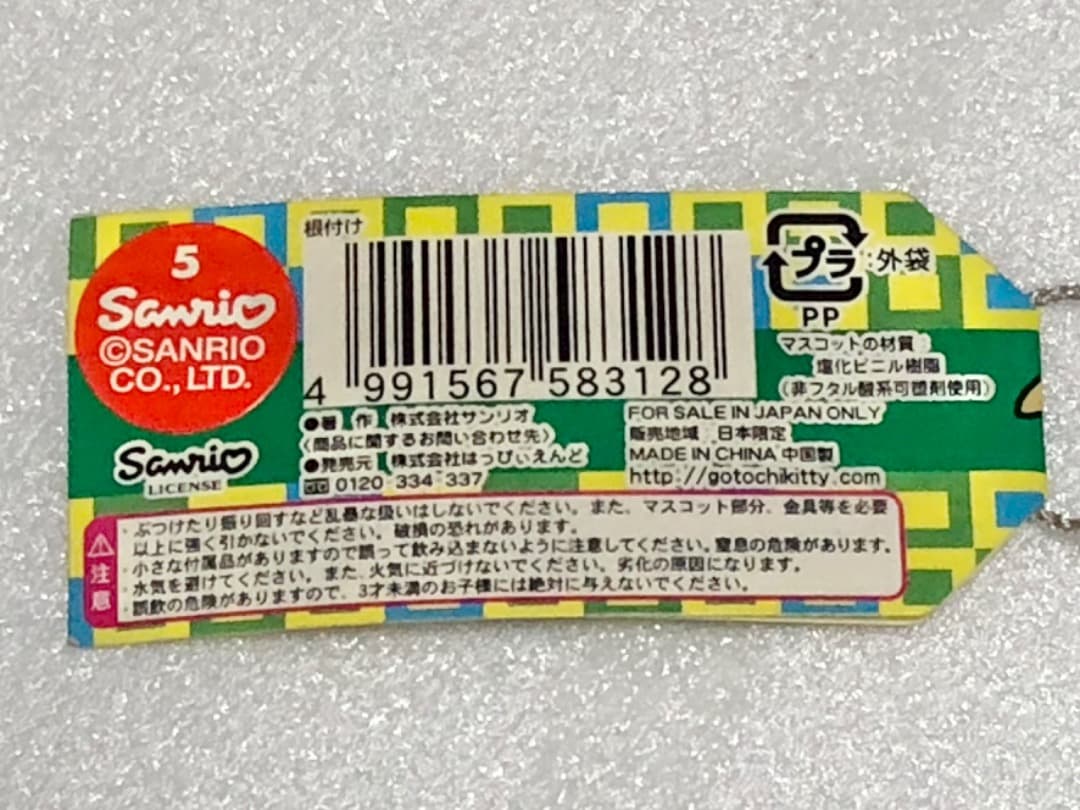 5
Sanrio
©SANRIO
CO., LTD.
Sanrio
LICENSE
根付け
4 991567 583128
●著 作 株式会社サンリオ
〈商品に関するお問い合わせ先〉
●発売元 株式会社はっぴぃえんど
0120 334 337
プラ:外袋
PP
マスコットの材質
塩化ビニル樹脂
(非フタル酸系可塑剤使用)
FOR SALE IN JAPAN ONLY
販売地域 日本限定
MADE IN CHINA 中国製
http://gotochikitty.com
注意
・ぶつけたり振り回すなど乱暴な扱いはしないでください。また、マスコット部分、金具等を必要
以上に強く引かないでください。破損の恐れがあります。
・小さな付属品がありますので誤って飲み込まないように注意してください。窒息の危険があります。
・水気を避けてください。また、火気に近づけないでください。劣化の原因になります。
・誤飲の危険がありますので、3才未満のお子様には絶対に与えないでください。